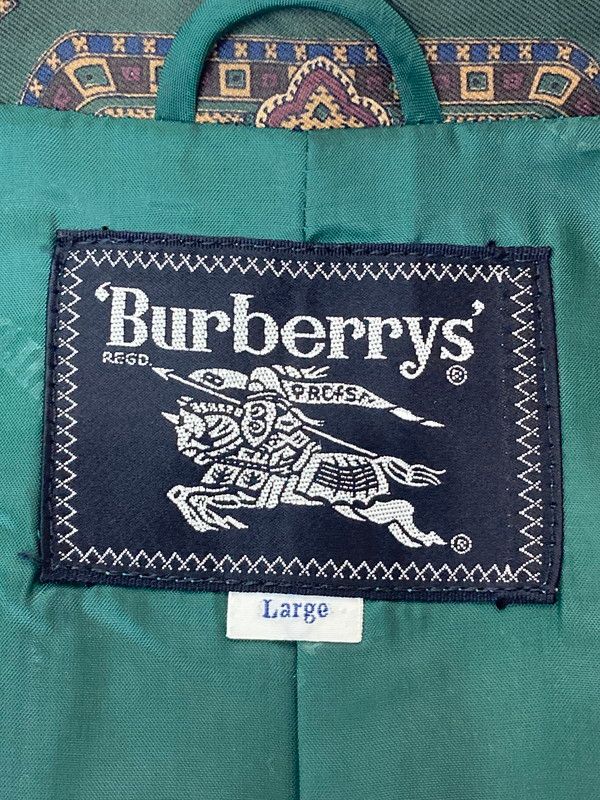 'Burberrys'
REGD.
®
PRORSUM
®
Large